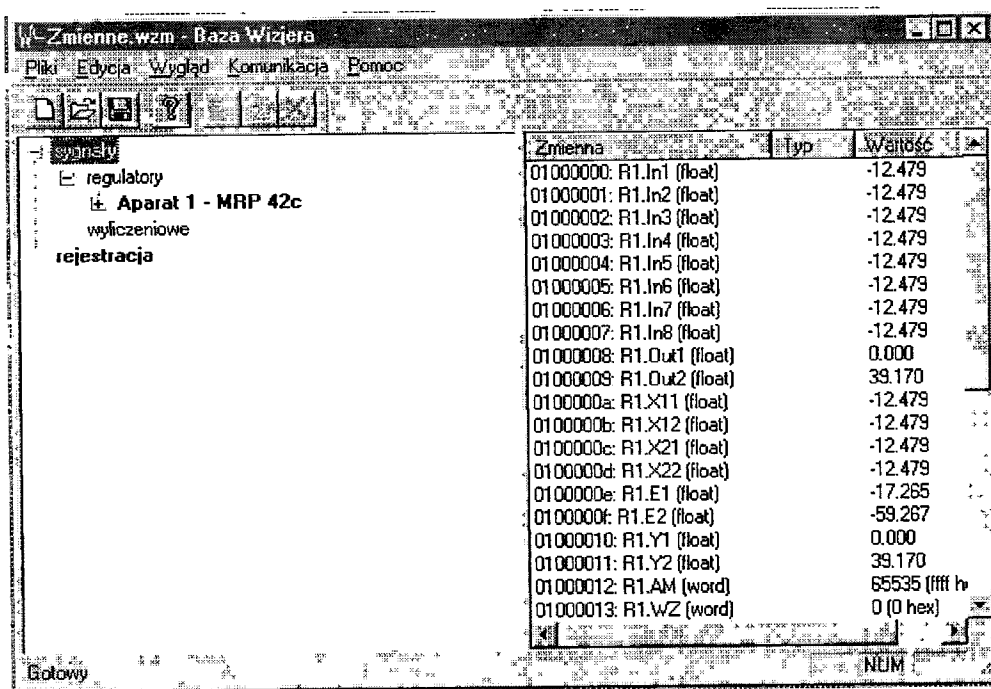 Zmienne.wzm - Baza Wizjera
Pliki Edycja Wygląd Komunikacja Pomoc
sygnały
regulatory
Aparat 1 - MRP 42c
wyliczeniowe
rejestracja
Zmienna Typ Wartość
01000000: R1.In1 (float) -12.479
01000001: R1.In2 (float) -12.479
01000002: R1.In3 (float) -12.479
01000003: R1.In4 (float) -12.479
01000004: R1.In5 (float) -12.479
01000005: R1.In6 (float) -12.479
01000006: R1.In7 (float) -12.479
01000007: R1.In8 (float) -12.479
01000008: R1.Out1 (float) 0.000
01000009: R1.Out2 (float) 39.170
0100000a: R1.X11 (float) -12.479
0100000b: R1.X12 (float) -12.479
0100000c: R1.X21 (float) -12.479
0100000d: R1.X22 (float) -12.479
0100000e: R1.E1 (float) -17.265
0100000f: R1.E2 (float) -59.267
01000010: R1.Y1 (float) 0.000
01000011: R1.Y2 (float) 39.170
01000012: R1.AM (word) 65535 (ffff he
01000013: R1.WZ (word) 0 (0 hex)
Gotowy NUM